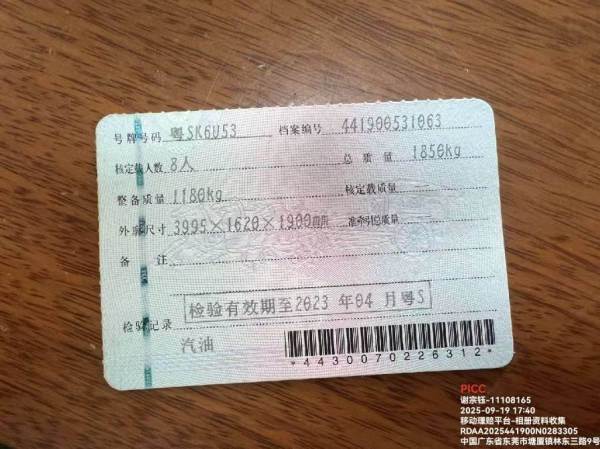 号牌号码 粤SK6U53 档案编号 441900531063
核定载人数 8人 总质量 1850kg
整备质量 1180kg 核定载质量
外廓尺寸 3995×1620×1900mm 准牵引总质量
备 注
检验有效期至2023 年04 月粤S
检验记录
汽油
*4430070226312*
PICC
谢宗钰-11108165
2025-09-19 17:40
移动理赔平台-相册资料收集
RDAA2025441900N0283305
中国广东省东莞市塘厦镇林东三路9号